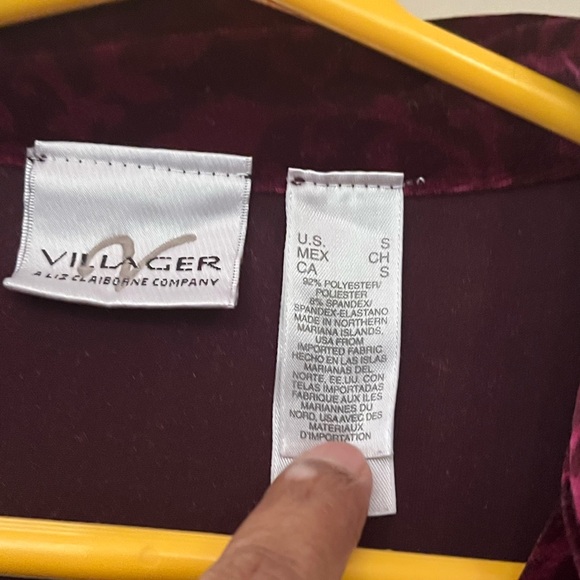 VILLAGER
A LIZ CLAIBORNE COMPANY
U.S. S
MEX CH
CA S
92% POLYESTER/
POLIESTER
8% SPANDEX/
SPANDEX-ELASTANO
MADE IN NORTHERN
MARIANA ISLANDS,
USA FROM
IMPORTED FABRIC
HECHO EN LAS ISLAS
MARIANAS DEL
NORTE, EE.UU. CON
TELAS IMPORTADAS
FABRIQUE AUX ILES
MARIANNES DU
NORD, USA AVEC DES
MATERIAUX
D'IMPORTATION